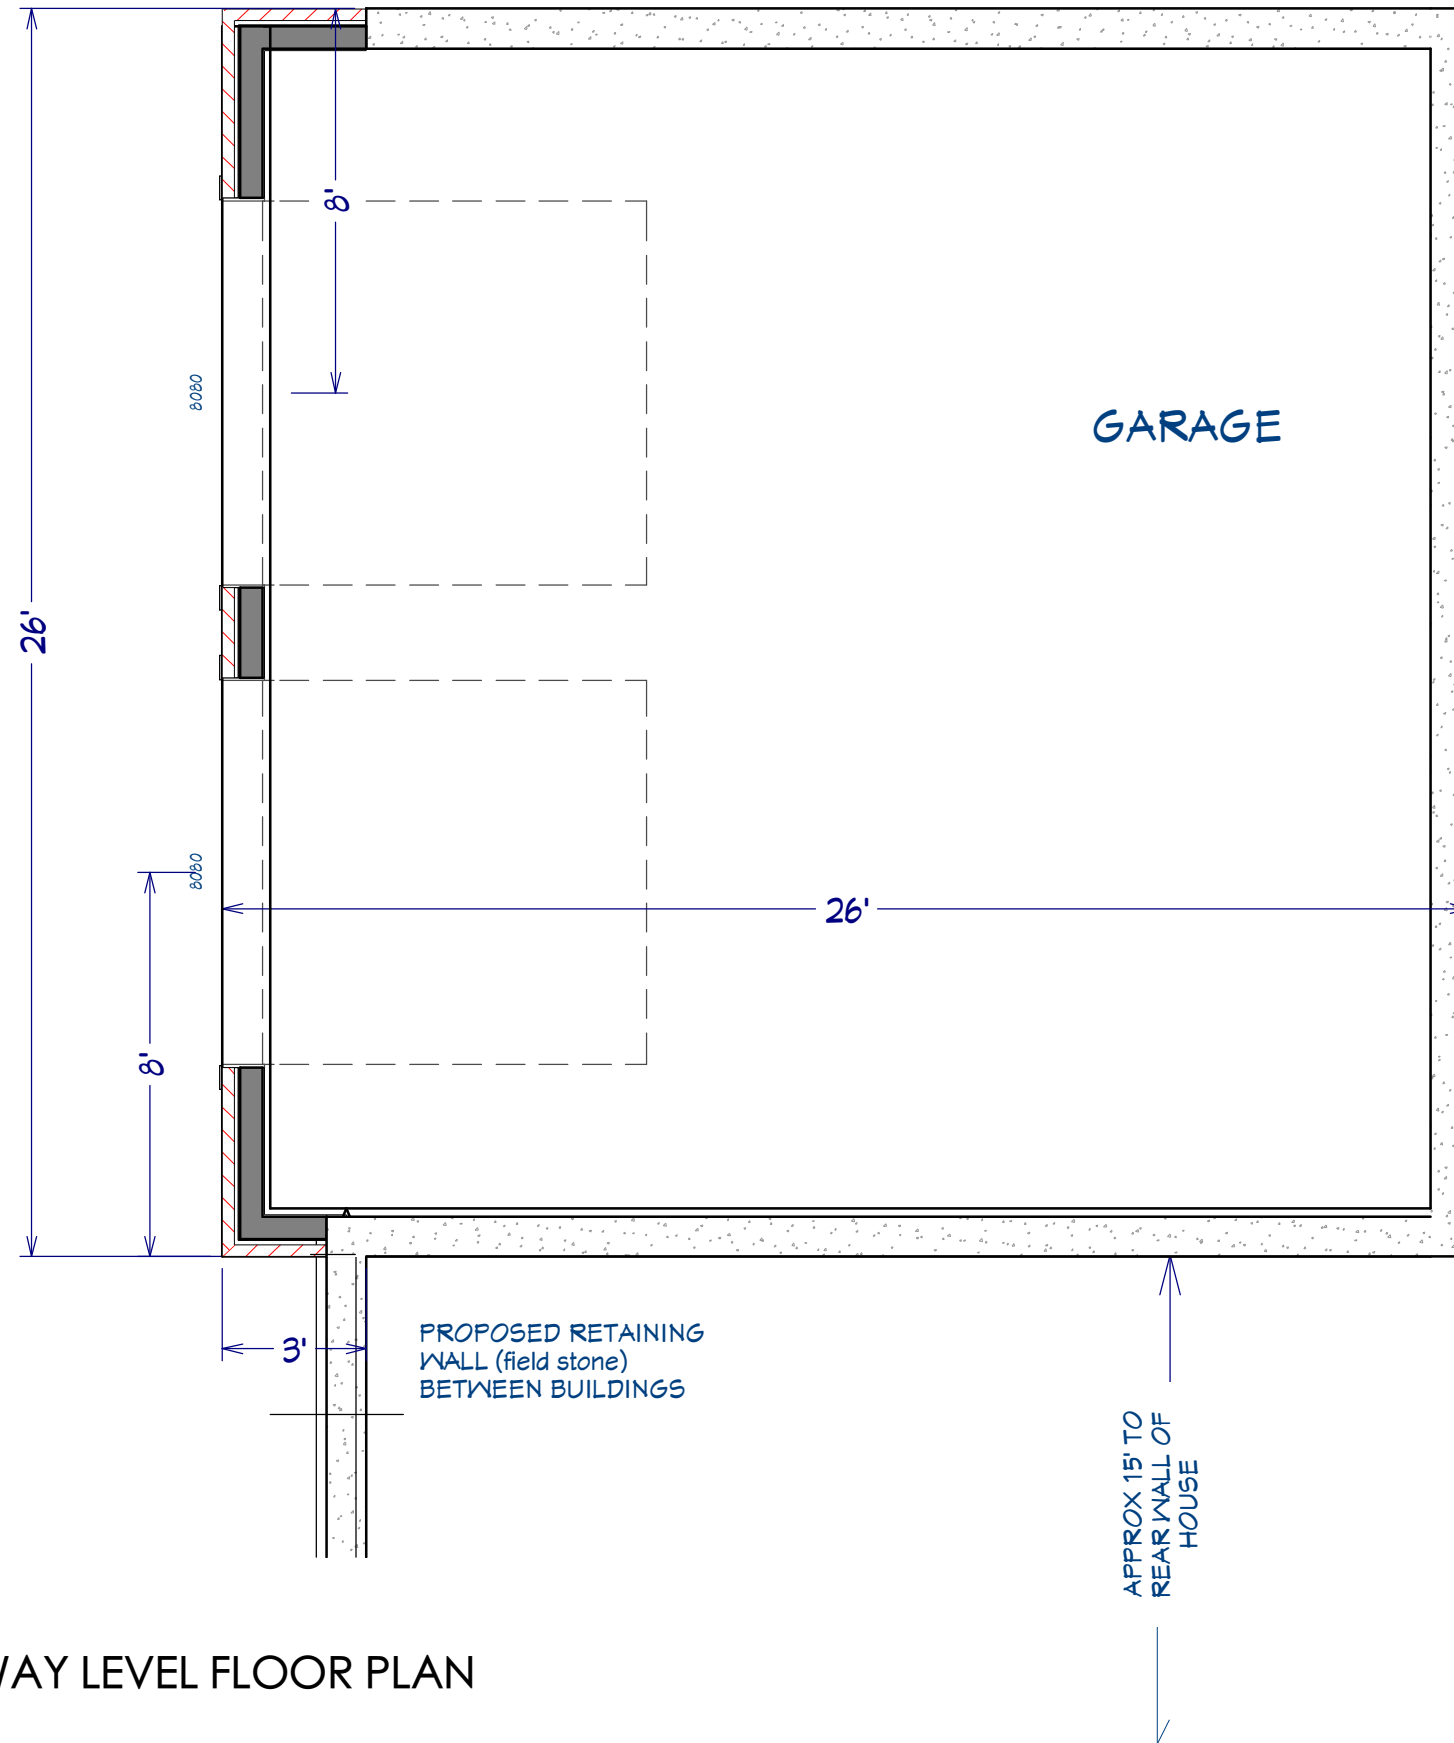 8'
8080
GARAGE
26'
8080
26'
8'
3'
PROPOSED RETAINING
WALL (field stone)
BETWEEN BUILDINGS
APPROX 15' TO
REAR WALL OF
HOUSE
WAY LEVEL FLOOR PLAN